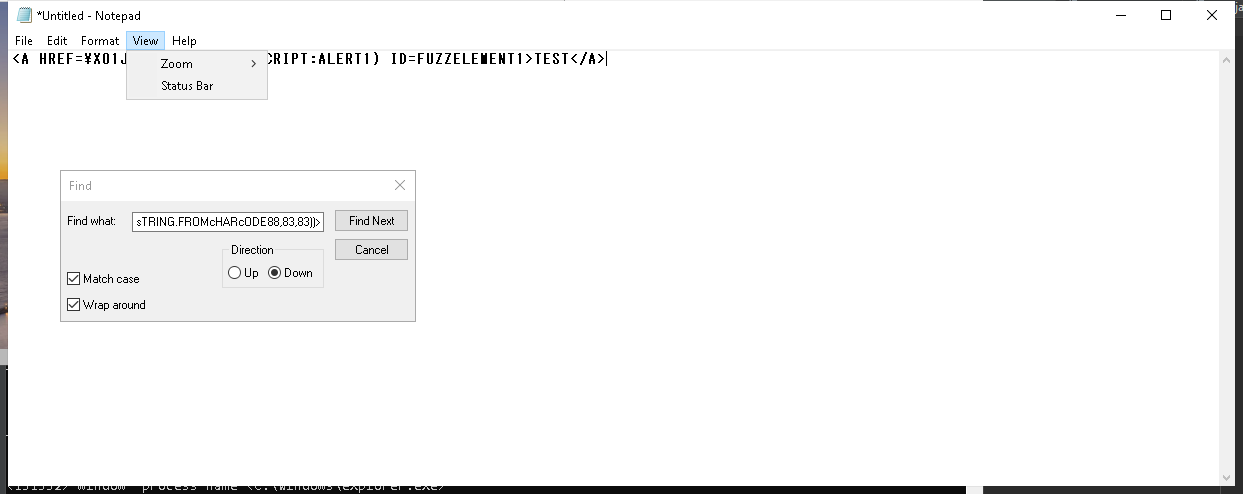 *Untitled - Notepad
File Edit Format View Help
<A HREF=¥X01J CRIPT:ALERT1) ID=FUZZELEMENT1>TEST</A>
Zoom
Status Bar
Find
Find what: sTRING.FROMcHARcODE88,83,83))> Find Next
Direction Cancel
Up Down
Match case
Wrap around